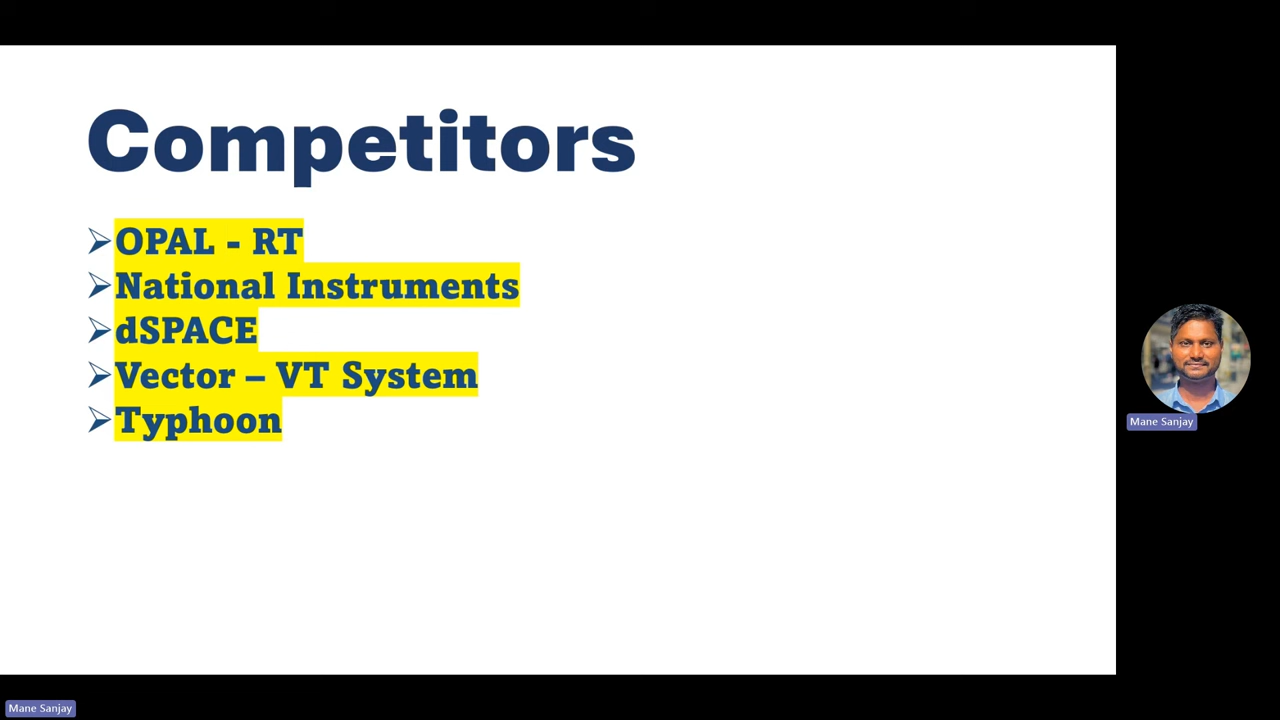 Competitors
➢OPAL - RT
➢National Instruments
➢dSPACE
➢Vector – VT System
➢Typhoon
Mane Sanjay
Mane Sanjay